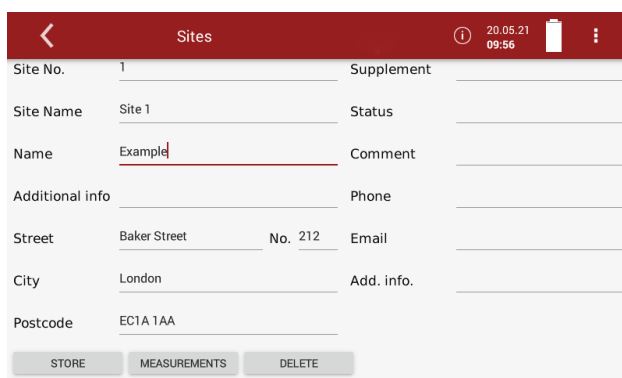 Sites
20.05.21
09:56
Site No. 1 Supplement
Site Name Site 1 Status
Name Example Comment
Additional info Phone
Street Baker Street No. 212 Email
City London Add. info.
Postcode EC1A 1AA
STORE MEASUREMENTS DELETE